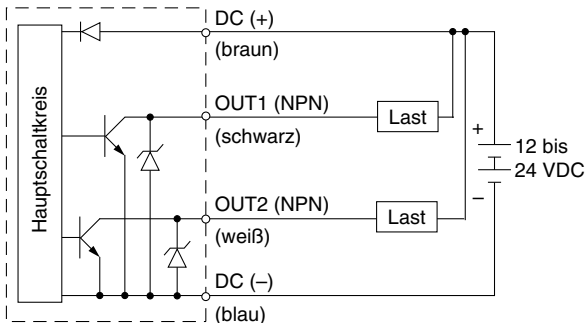 DC (+)
(braun)
OUT1 (NPN)
(schwarz)
Last
Hauptschaltkreis
+
12 bis
24 VDC
–
OUT2 (NPN)
(weiß)
Last
DC (–)
(blau)